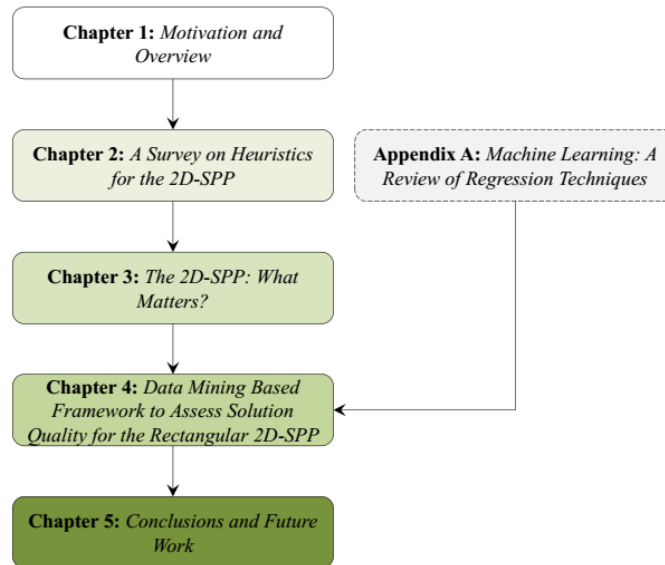 Chapter 1: Motivation and
Overview
Chapter 2: A Survey on Heuristics
for the 2D-SPP
Appendix A: Machine Learning: A
Review of Regression Techniques
Chapter 3: The 2D-SPP: What
Matters?
Chapter 4: Data Mining Based
Framework to Assess Solution
Quality for the Rectangular 2D-SPP
Chapter 5: Conclusions and Future
Work